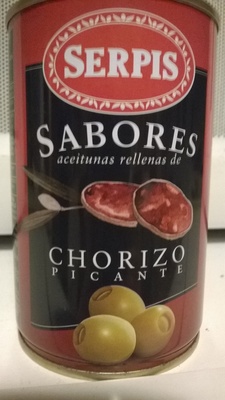 SERPIS
SABORES
aceitunas rellenas de
CHORIZO
PICANTE